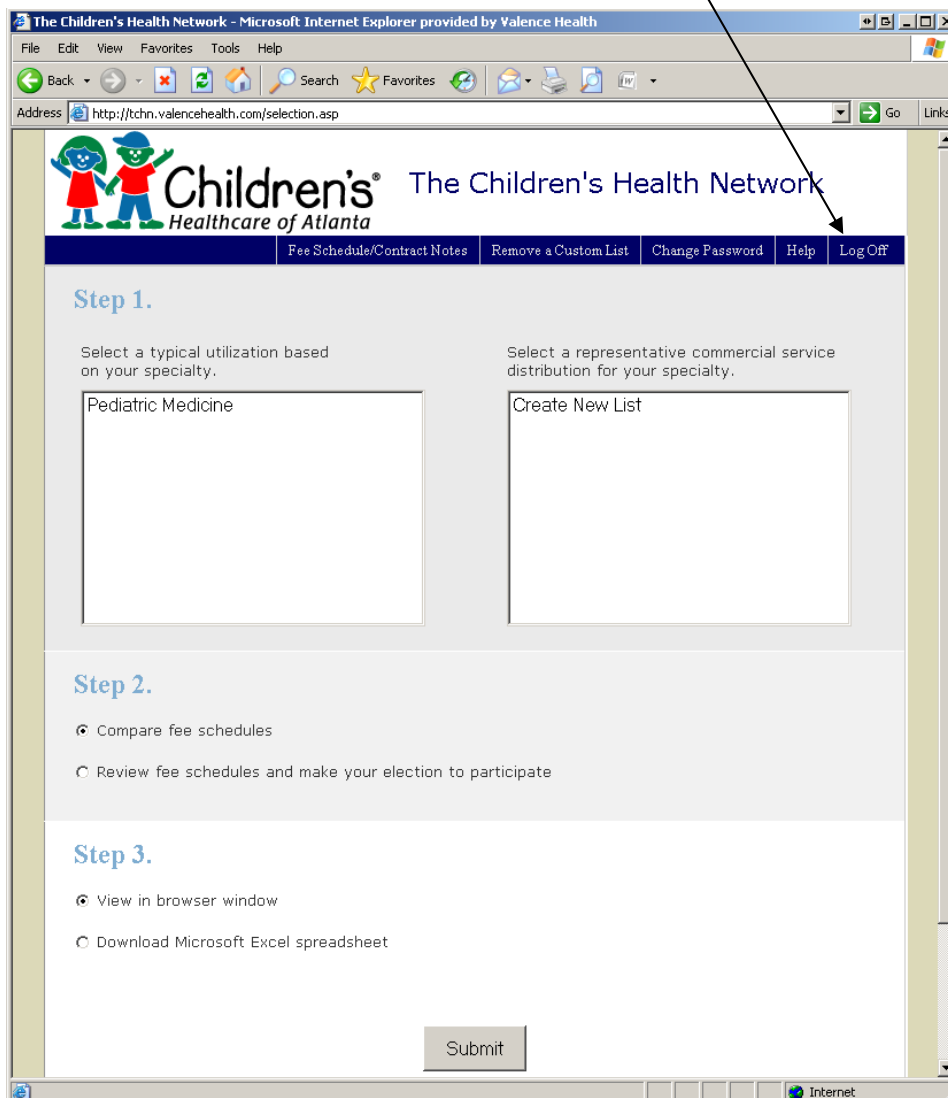 The Children's Health Network - Microsoft Internet Explorer provided by Valence Health
File Edit View Favorites Tools Help
Back Search Favorites
Address http://tchn.valencehealth.com/selection.asp Go Links
Children's® The Children's Health Network
Healthcare of Atlanta
Fee Schedule/Contract Notes Remove a Custom List Change Password Help Log Off
Step 1.
Select a typical utilization based
on your specialty.
Pediatric Medicine
Select a representative commercial service
distribution for your specialty.
Create New List
Step 2.
Compare fee schedules
Review fee schedules and make your election to participate
Step 3.
View in browser window
Download Microsoft Excel spreadsheet
Submit
Internet